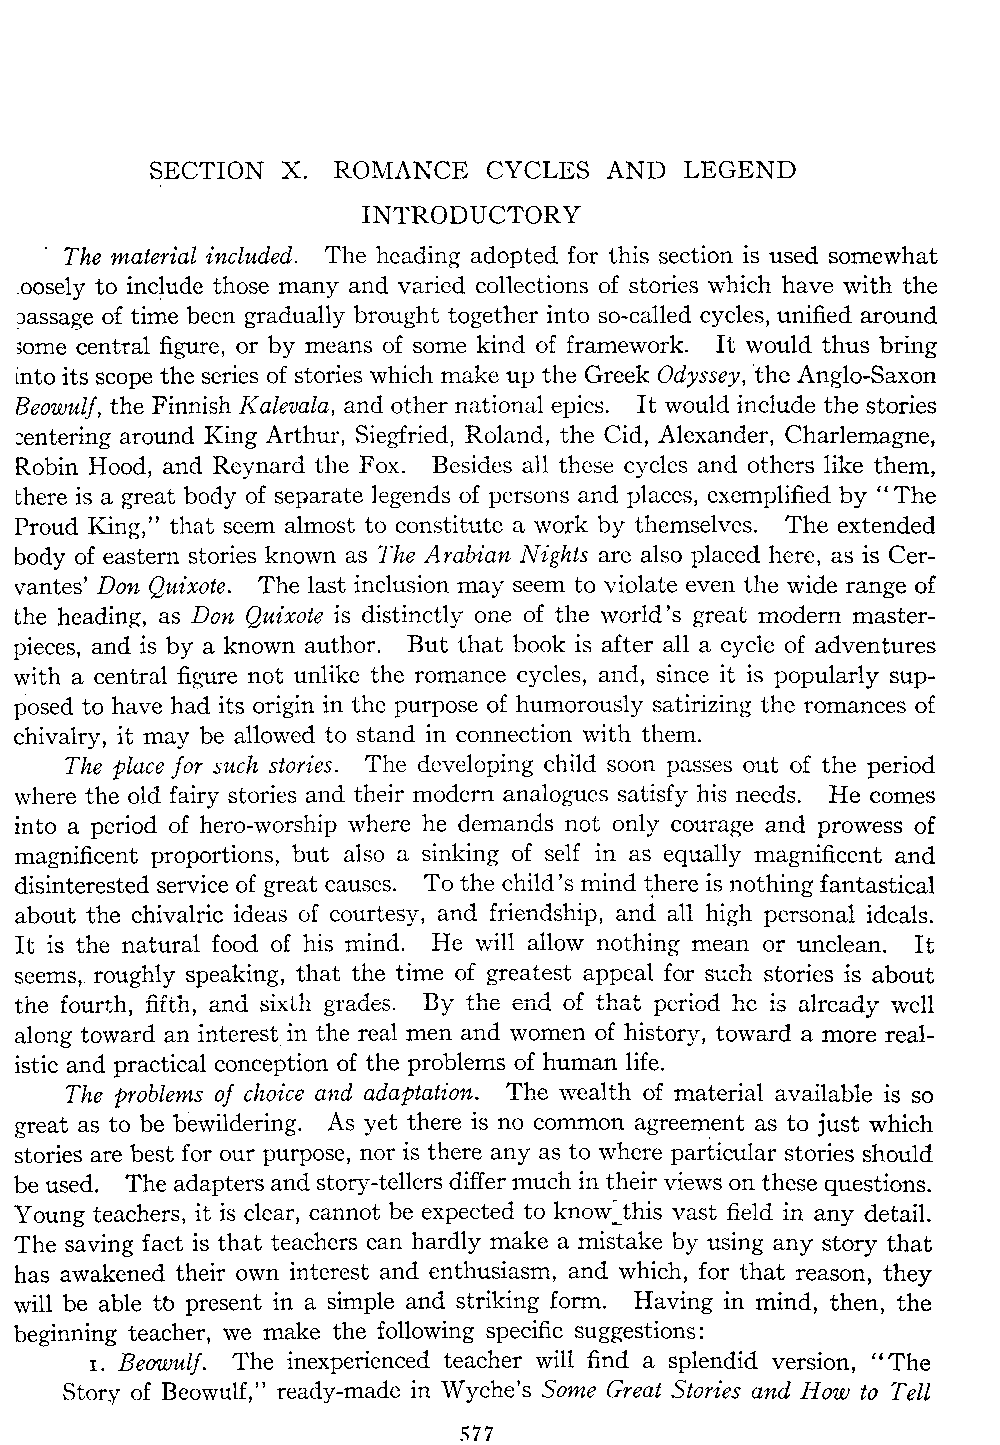 SECTION X. ROMANCE CYCLES AND LEGEND
INTRODUCTORY
The material included. The heading adopted for this section is used somewhat
loosely to include those many and varied collections of stories which have with the
passage of time been gradually brought together into so-called cycles, unified around
some central figure, or by means of some kind of framework. It would thus bring
into its scope the series of stories which make up the Greek Odyssey, the Anglo-Saxon
Beowulf, the Finnish Kalevala, and other national epics. It would include the stories
centering around King Arthur, Siegfried, Roland, the Cid, Alexander, Charlemagne,
Robin Hood, and Reynard the Fox. Besides all these cycles and others like them,
there is a great body of separate legends of persons and places, exemplified by "The
Proud King," that seem almost to constitute a work by themselves. The extended
body of eastern stories known as The Arabian Nights are also placed here, as is Cer-
vantes' Don Quixote. The last inclusion may seem to violate even the wide range of
the heading, as Don Quixote is distinctly one of the world's great modern master-
pieces, and is by a known author. But that book is after all a cycle of adventures
with a central figure not unlike the romance cycles, and, since it is popularly sup-
posed to have had its origin in the purpose of humorously satirizing the romances of
chivalry, it may be allowed to stand in connection with them.
The place for such stories. The developing child soon passes out of the period
where the old fairy stories and their modern analogues satisfy his needs. He comes
into a period of hero-worship where he demands not only courage and prowess of
magnificent proportions, but also a sinking of self in as equally magnificent and
disinterested service of great causes. To the child's mind there is nothing fantastical
about the chivalric ideas of courtesy, and friendship, and all high personal ideals.
It is the natural food of his mind. He will allow nothing mean or unclean. It
seems, roughly speaking, that the time of greatest appeal for such stories is about
the fourth, fifth, and sixth grades. By the end of that period he is already well
along toward an interest in the real men and women of history, toward a more real-
istic and practical conception of the problems of human life.
The problems of choice and adaptation. The wealth of material available is so
great as to be bewildering. As yet there is no common agreement as to just which
stories are best for our purpose, nor is there any as to where particular stories should
be used. The adapters and story-tellers differ much in their views on these questions.
Young teachers, it is clear, cannot be expected to know this vast field in any detail.
The saving fact is that teachers can hardly make a mistake by using any story that
has awakened their own interest and enthusiasm, and which, for that reason, they
will be able to present in a simple and striking form. Having in mind, then, the
beginning teacher, we make the following specific suggestions:
1. Beowulf. The inexperienced teacher will find a splendid version, "The
Story of Beowulf," ready-made in Wyche's Some Great Stories and How to Tell
577